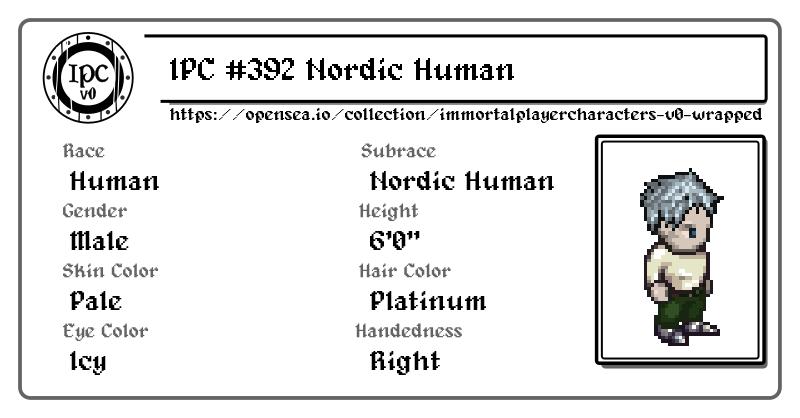 IPC
v0
IPC #392 Nordic Human
https://opensea.io/collection/immortalplayercharacters-v0-wrapped
Race
Human
Subrace
Nordic Human
Gender
Male
Height
6'0"
Skin Color
Pale
Hair Color
Platinum
Eye Color
Icy
Handedness
Right